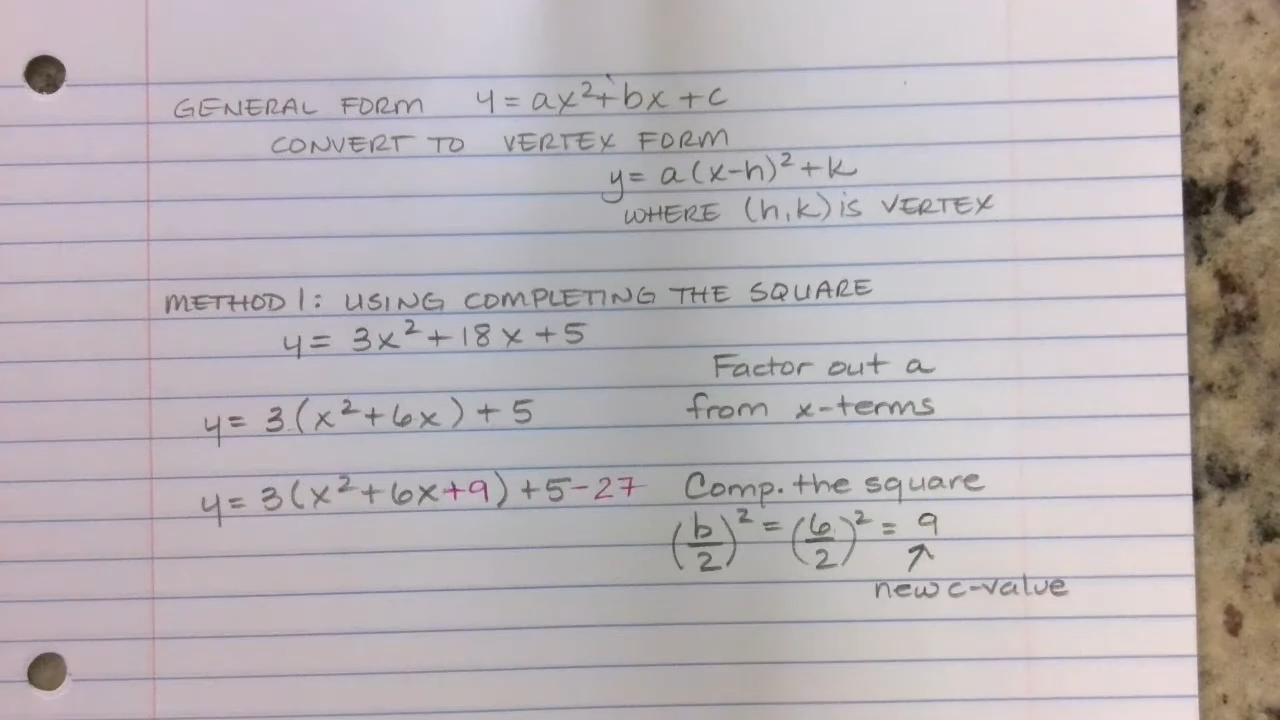 GENERAL FORM y = ax²+bx+c
CONVERT TO VERTEX FORM
y = a(x-h)²+k
WHERE (h,k) is VERTEX
METHOD 1: USING COMPLETING THE SQUARE
y = 3x²+18x+5
Factor out a
y = 3(x²+6x)+5 from x-terms
y = 3(x²+6x+9)+5-27 Comp. the square
(b/2)² = (6/2)² = 9
↑
new c-value